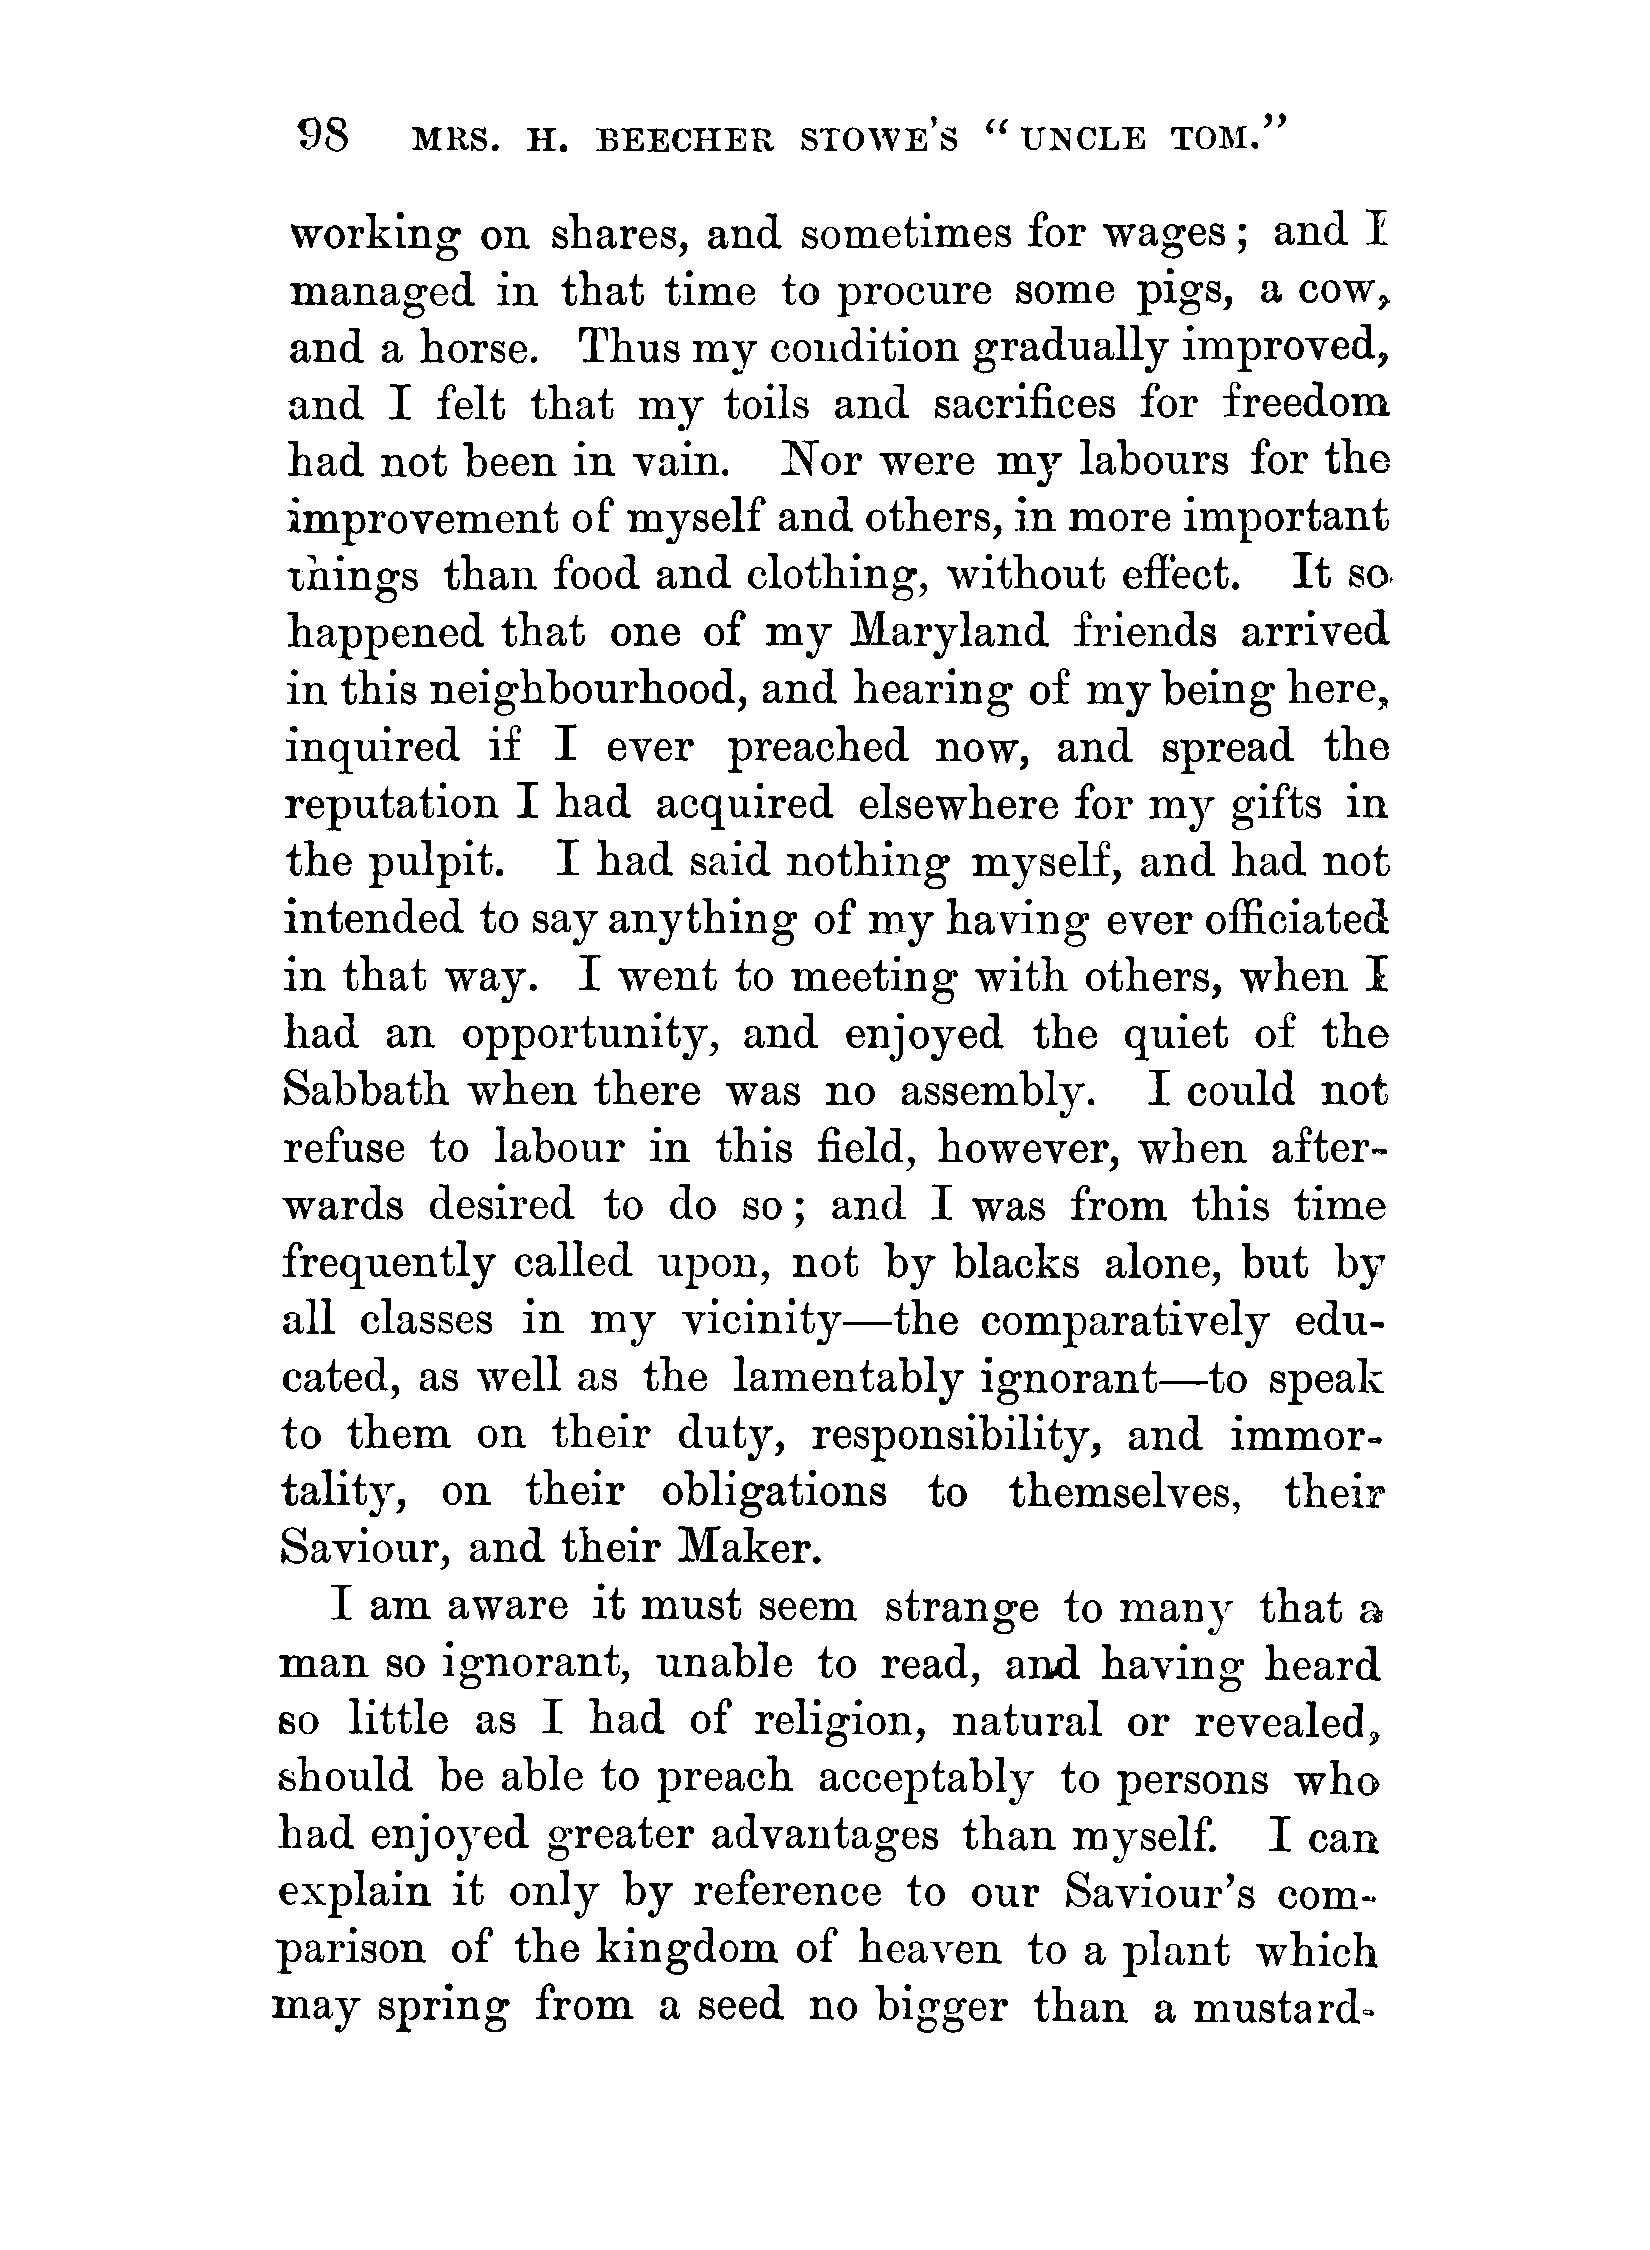 98 MRS. H. BEECHER STOWE'S "UNCLE TOM."
working on shares, and sometimes for wages; and I
managed in that time to procure some pigs, a cow,
and a horse. Thus my condition gradually improved,
and I felt that my toils and sacrifices for freedom
had not been in vain. Nor were my labours for the
improvement of myself and others, in more important
things than food and clothing, without effect. It so
happened that one of my Maryland friends arrived
in this neighbourhood, and hearing of my being here,
inquired if I ever preached now, and spread the
reputation I had acquired elsewhere for my gifts in
the pulpit. I had said nothing myself, and had not
intended to say anything of my having ever officiated
in that way. I went to meeting with others, when I
had an opportunity, and enjoyed the quiet of the
Sabbath when there was no assembly. I could not
refuse to labour in this field, however, when after-
wards desired to do so; and I was from this time
frequently called upon, not by blacks alone, but by
all classes in my vicinity—the comparatively edu-
cated, as well as the lamentably ignorant—to speak
to them on their duty, responsibility, and immor-
tality, on their obligations to themselves, their
Saviour, and their Maker.
I am aware it must seem strange to many that a
man so ignorant, unable to read, and having heard
so little as I had of religion, natural or revealed,
should be able to preach acceptably to persons who
had enjoyed greater advantages than myself. I can
explain it only by reference to our Saviour's com-
parison of the kingdom of heaven to a plant which
may spring from a seed no bigger than a mustard-